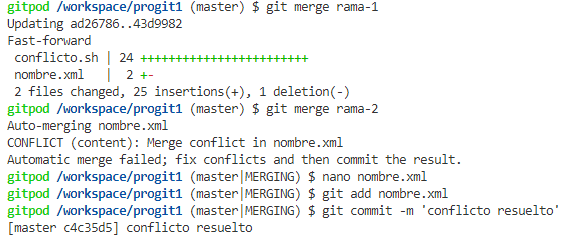 gitpod /workspace/progit1 (master) $ git merge rama-1
Updating ad26786..43d9982
Fast-forward
 conflicto.sh | 24 ++++++++++++++++++++++++
 nombre.xml   |  2 +-
 2 files changed, 25 insertions(+), 1 deletion(-)
gitpod /workspace/progit1 (master) $ git merge rama-2
Auto-merging nombre.xml
CONFLICT (content): Merge conflict in nombre.xml
Automatic merge failed; fix conflicts and then commit the result.
gitpod /workspace/progit1 (master|MERGING) $ nano nombre.xml
gitpod /workspace/progit1 (master|MERGING) $ git add nombre.xml
gitpod /workspace/progit1 (master|MERGING) $ git commit -m 'conflicto resuelto'
[master c4c35d5] conflicto resuelto